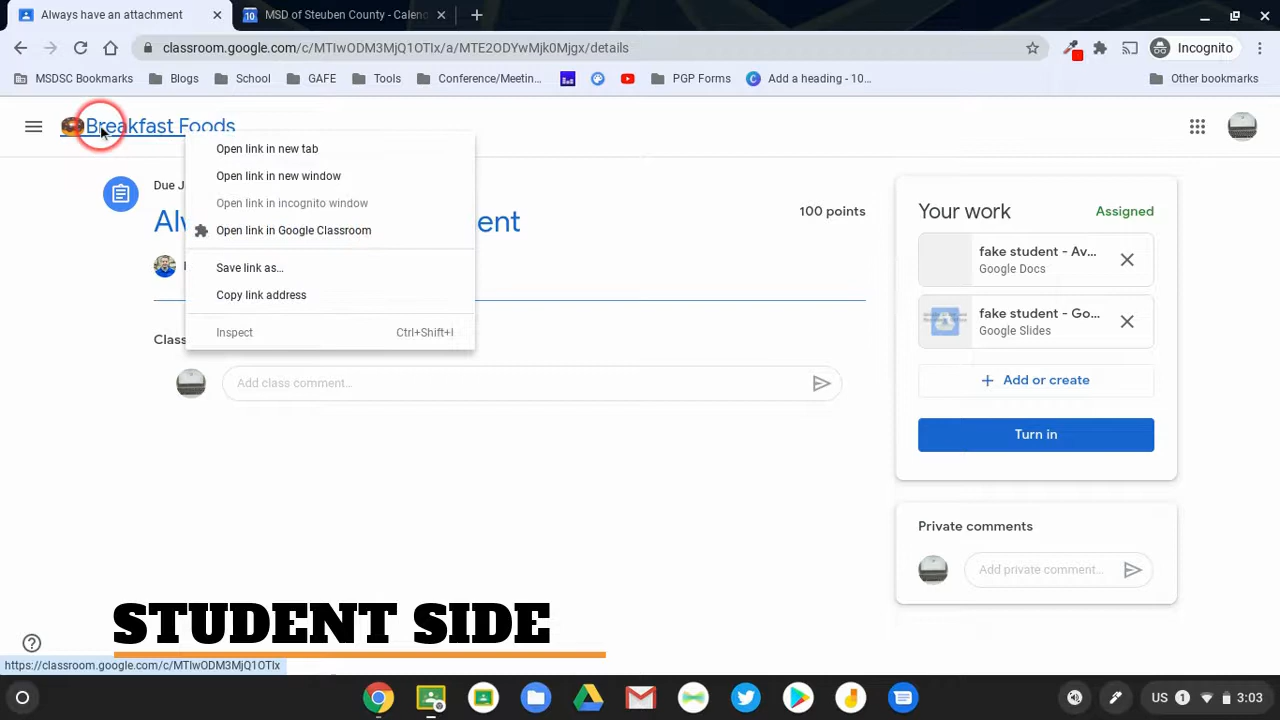 Always have an attachment
MSD of Steuben County - Calend
classroom.google.com/c/MTIwODM3MjQ1OTIx/a/MTE2ODYwMjk0Mjgx/details
Incognito
MSDSC Bookmarks
Blogs
School
GAFE
Tools
Conference/Meetin...
PGP Forms
Add a heading - 10...
Other bookmarks
Breakfast Foods
Open link in new tab
Open link in new window
Open link in incognito window
Open link in Google Classroom
Save link as...
Copy link address
Inspect Ctrl+Shift+I
Due J
100 points
Al
ent
Class
Add class comment...
Your work
Assigned
fake student - Av...
Google Docs
fake student - Go...
Google Slides
+ Add or create
Turn in
Private comments
Add private comment...
STUDENT SIDE
https://classroom.google.com/c/MTIwODM3MjQ1OTIx
US 1 3:03